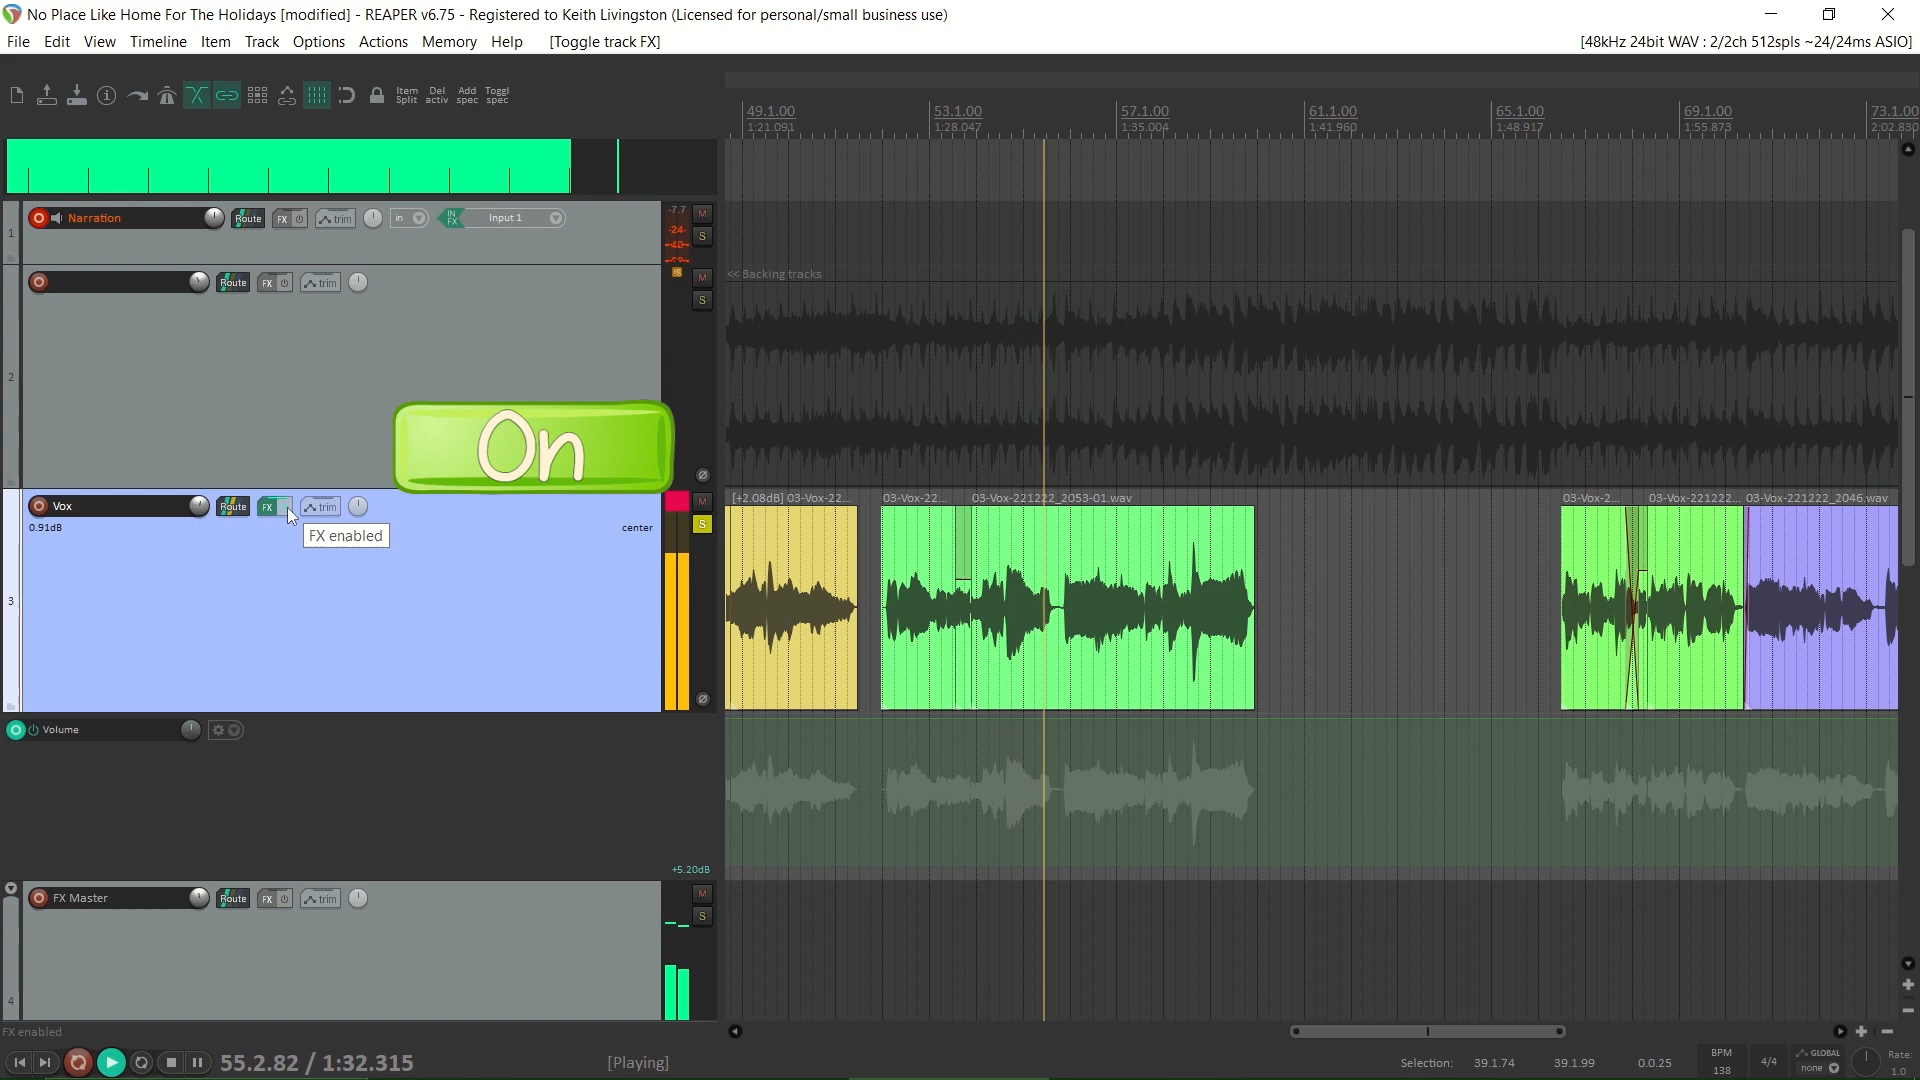 No Place Like Home For The Holidays [modified] - REAPER v6.75 - Registered to Keith Livingston (Licensed for personal/small business use)
File Edit View Timeline Item Track Options Actions Memory Help [Toggle track FX] [48kHz 24bit WAV : 2/2ch 512spls ~24/24ms ASIO]
Item Split Del activ Add spec Toggl spec
49.1.00 53.1.00 57.1.00 61.1.00 65.1.00 69.1.00 73.1.00
1:21.091 1:28.047 1:35.004 1:41.960 1:48.917 1:55.873 2:02.830
1 Narration Route FX trim in IN FX Input 1 -7.7 M
-24- S
<< Backing tracks
2 Route FX trim M
S
On
Vox Route FX trim M
0.91dB center S
FX enabled
3
[+2.08dB] 03-Vox-22... 03-Vox-22... 03-Vox-221222_2053-01.wav 03-Vox-2... 03-Vox-221222... 03-Vox-221222_2046.wav
Volume
+5.20dB
FX Master Route FX trim M
S
4
FX enabled
55.2.82 / 1:32.315 [Playing] Selection: 39.1.74 39.1.99 0.0.25 BPM 138 4/4 GLOBAL none Rate: 1.0